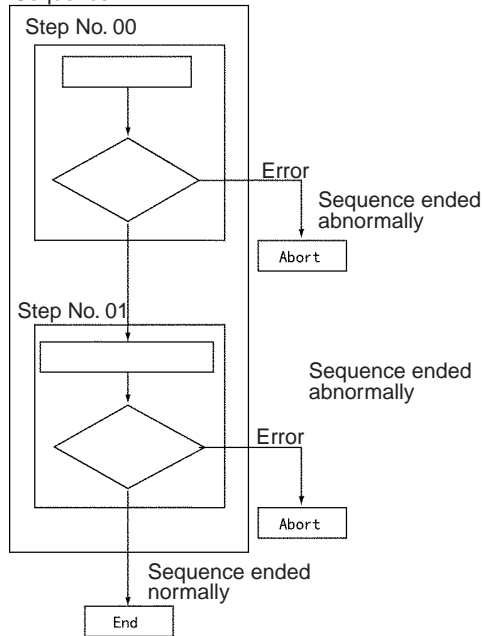 Step No. 00
Error
Sequence ended
abnormally
Abort
Step No. 01
Sequence ended
abnormally
Error
Abort
Sequence ended
normally
End